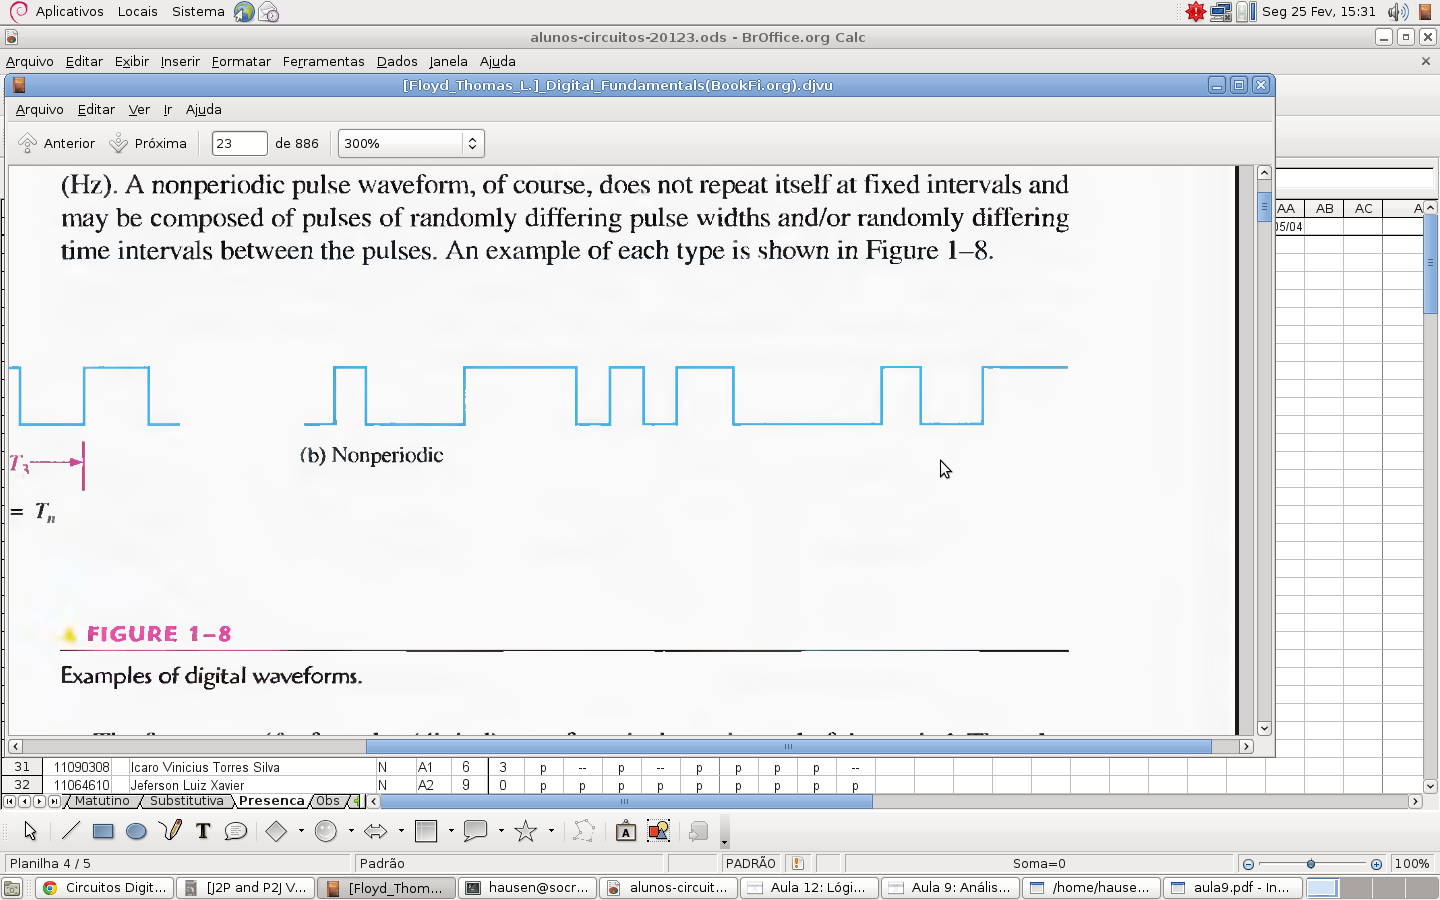 Aplicativos Locais Sistema Seg 25 Fev, 15:31
alunos-circuitos-20123.ods - BrOffice.org Calc
Arquivo Editar Exibir Inserir Formatar Ferramentas Dados Janela Ajuda
[Floyd_Thomas_L.]_Digital_Fundamentals(BookFi.org).djvu
Arquivo Editar Ver Ir Ajuda
Anterior Próxima 23 de 886 300%
(Hz). A nonperiodic pulse waveform, of course, does not repeat itself at fixed intervals and
may be composed of pulses of randomly differing pulse widths and/or randomly differing
time intervals between the pulses. An example of each type is shown in Figure 1–8.
AA AB AC A
05/04
(b) Nonperiodic
T3
= Tn
FIGURE 1–8
Examples of digital waveforms.
31 11090308 Icaro Vinicius Torres Silva N A1 6 3 p -- p -- p p p p --
32 11064610 Jeferson Luiz Xavier N A2 9 0 p p p p p p p p p
Matutino Substitutiva Presenca Obs
Planilha 4 / 5 Padrão PADRÃO Soma=0 100%
Circuitos Digit... [J2P and P2J V... [Floyd_Thom... hausen@socr... alunos-circuit... Aula 12: Lógi... Aula 9: Anális... /home/hause... aula9.pdf - In...